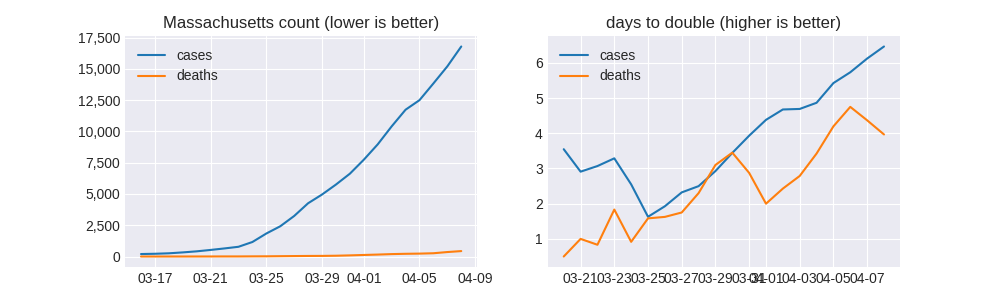 Massachusetts count (lower is better)
17,500
15,000
12,500
10,000
7,500
5,000
2,500
0
cases
deaths
03-17 03-21 03-25 03-29 04-01 04-05 04-09
days to double (higher is better)
6
5
4
3
2
1
cases
deaths
03-21 03-23 03-25 03-27 03-29 03-31 04-01 04-03 04-05 04-07